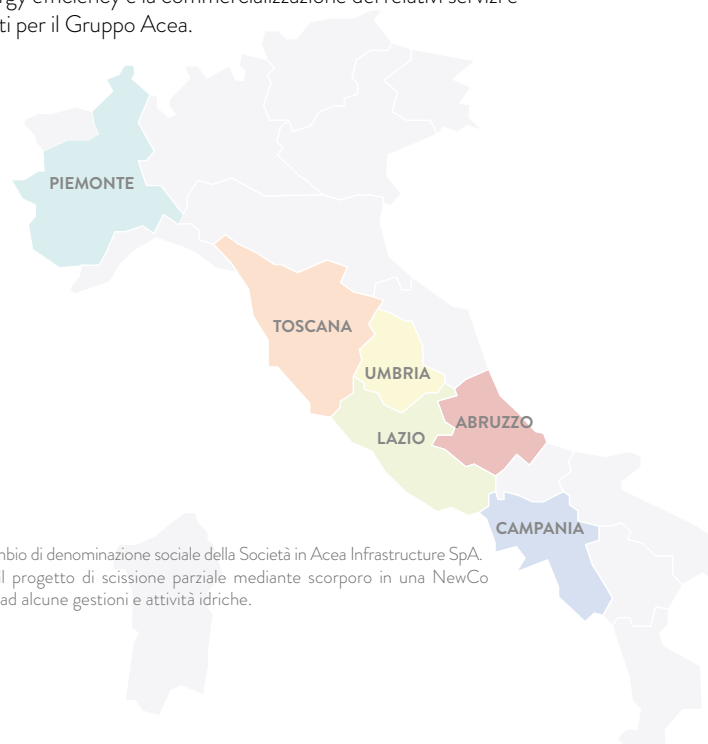 efficiency e la commercializzazione dei relativi servizi e
ti per il Gruppo Acea.
PIEMONTE
TOSCANA
UMBRIA
ABRUZZO
LAZIO
CAMPANIA
mbio di denominazione sociale della Società in Acea Infrastructure SpA.
il progetto di scissione parziale mediante scorporo in una NewCo
ad alcune gestioni e attività idriche.